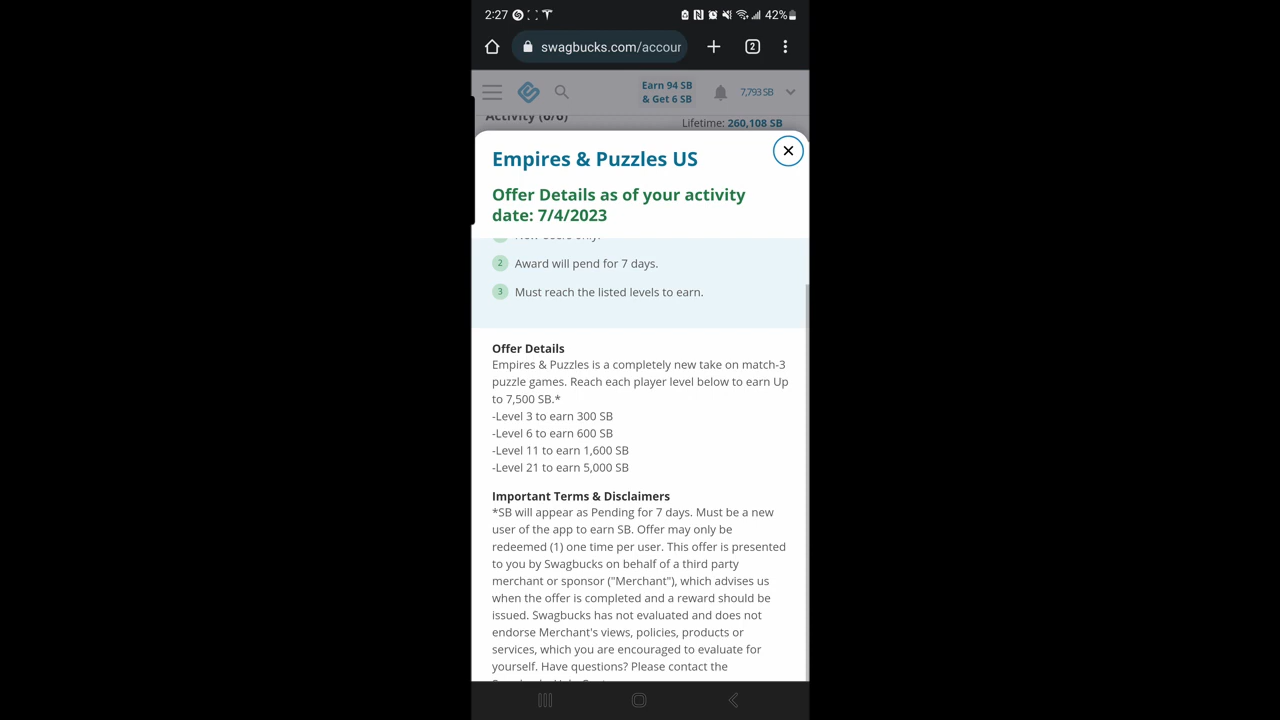 2:27 42%
swagbucks.com/accour
2
Earn 94 SB
& Get 6 SB
7,793 SB
Activity (6/6)
Lifetime: 260,108 SB
Empires & Puzzles US
Offer Details as of your activity
date: 7/4/2023
2 Award will pend for 7 days.
3 Must reach the listed levels to earn.
Offer Details
Empires & Puzzles is a completely new take on match-3
puzzle games. Reach each player level below to earn Up
to 7,500 SB.*
-Level 3 to earn 300 SB
-Level 6 to earn 600 SB
-Level 11 to earn 1,600 SB
-Level 21 to earn 5,000 SB
Important Terms & Disclaimers
*SB will appear as Pending for 7 days. Must be a new
user of the app to earn SB. Offer may only be
redeemed (1) one time per user. This offer is presented
to you by Swagbucks on behalf of a third party
merchant or sponsor ("Merchant"), which advises us
when the offer is completed and a reward should be
issued. Swagbucks has not evaluated and does not
endorse Merchant's views, policies, products or
services, which you are encouraged to evaluate for
yourself. Have questions? Please contact the